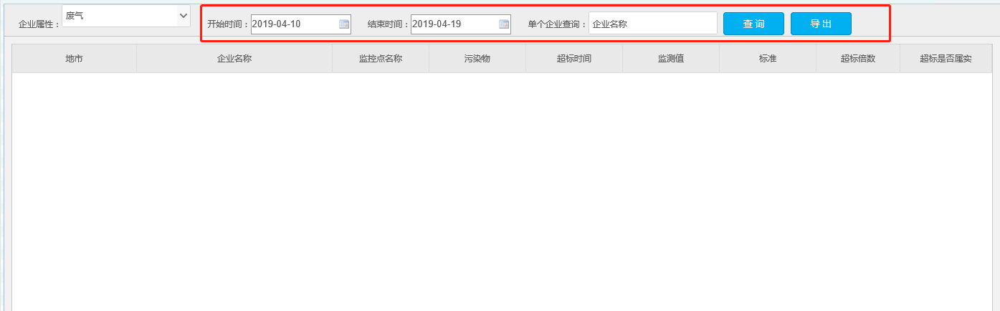 企业属性： 废气 开始时间： 2019-04-10 结束时间： 2019-04-19 单个企业查询： 企业名称 查 询 导 出
地市 企业名称 监控点名称 污染物 超标时间 监测值 标准 超标倍数 超标是否属实